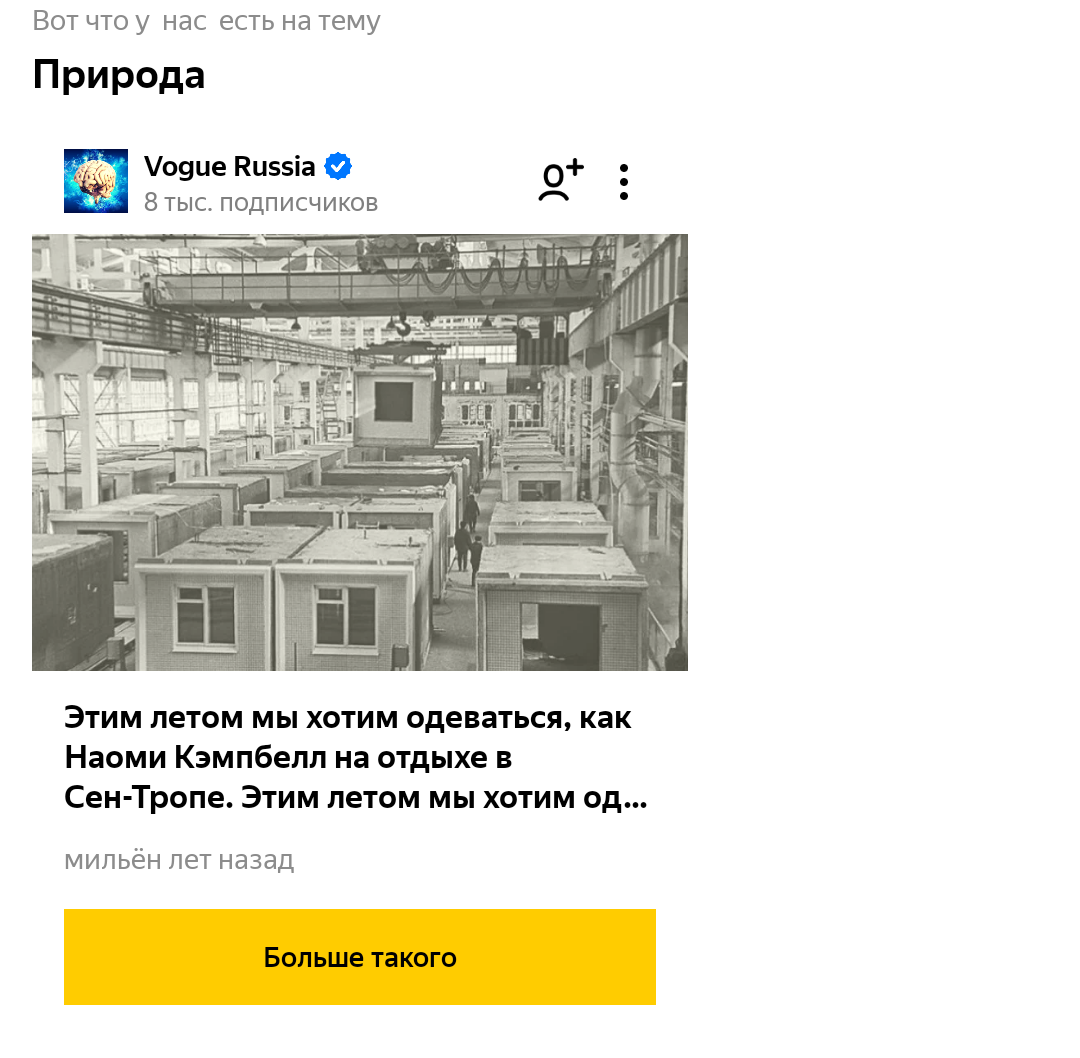 Вот что у нас есть на тему
Природа
Vogue Russia
8 тыс. подписчиков
Этим летом мы хотим одеваться, как
Наоми Кэмпбелл на отдыхе в
Сен-Тропе. Этим летом мы хотим од...
мильён лет назад
Больше такого